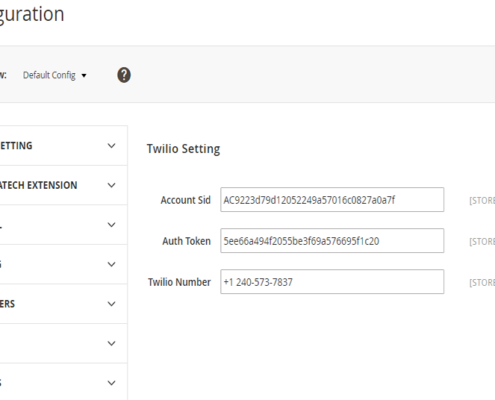 guration
w:
Default Config
?
ETTING
ATECH EXTENSION
G
ERS
S
Twilio Setting
Account Sid
AC9223d79d12052249a57016c0827a0a7f
[STORE
Auth Token
5ee66a494f2055be3f69a576695f1c20
[STORE
Twilio Number
+1 240-573-7837
[STORE